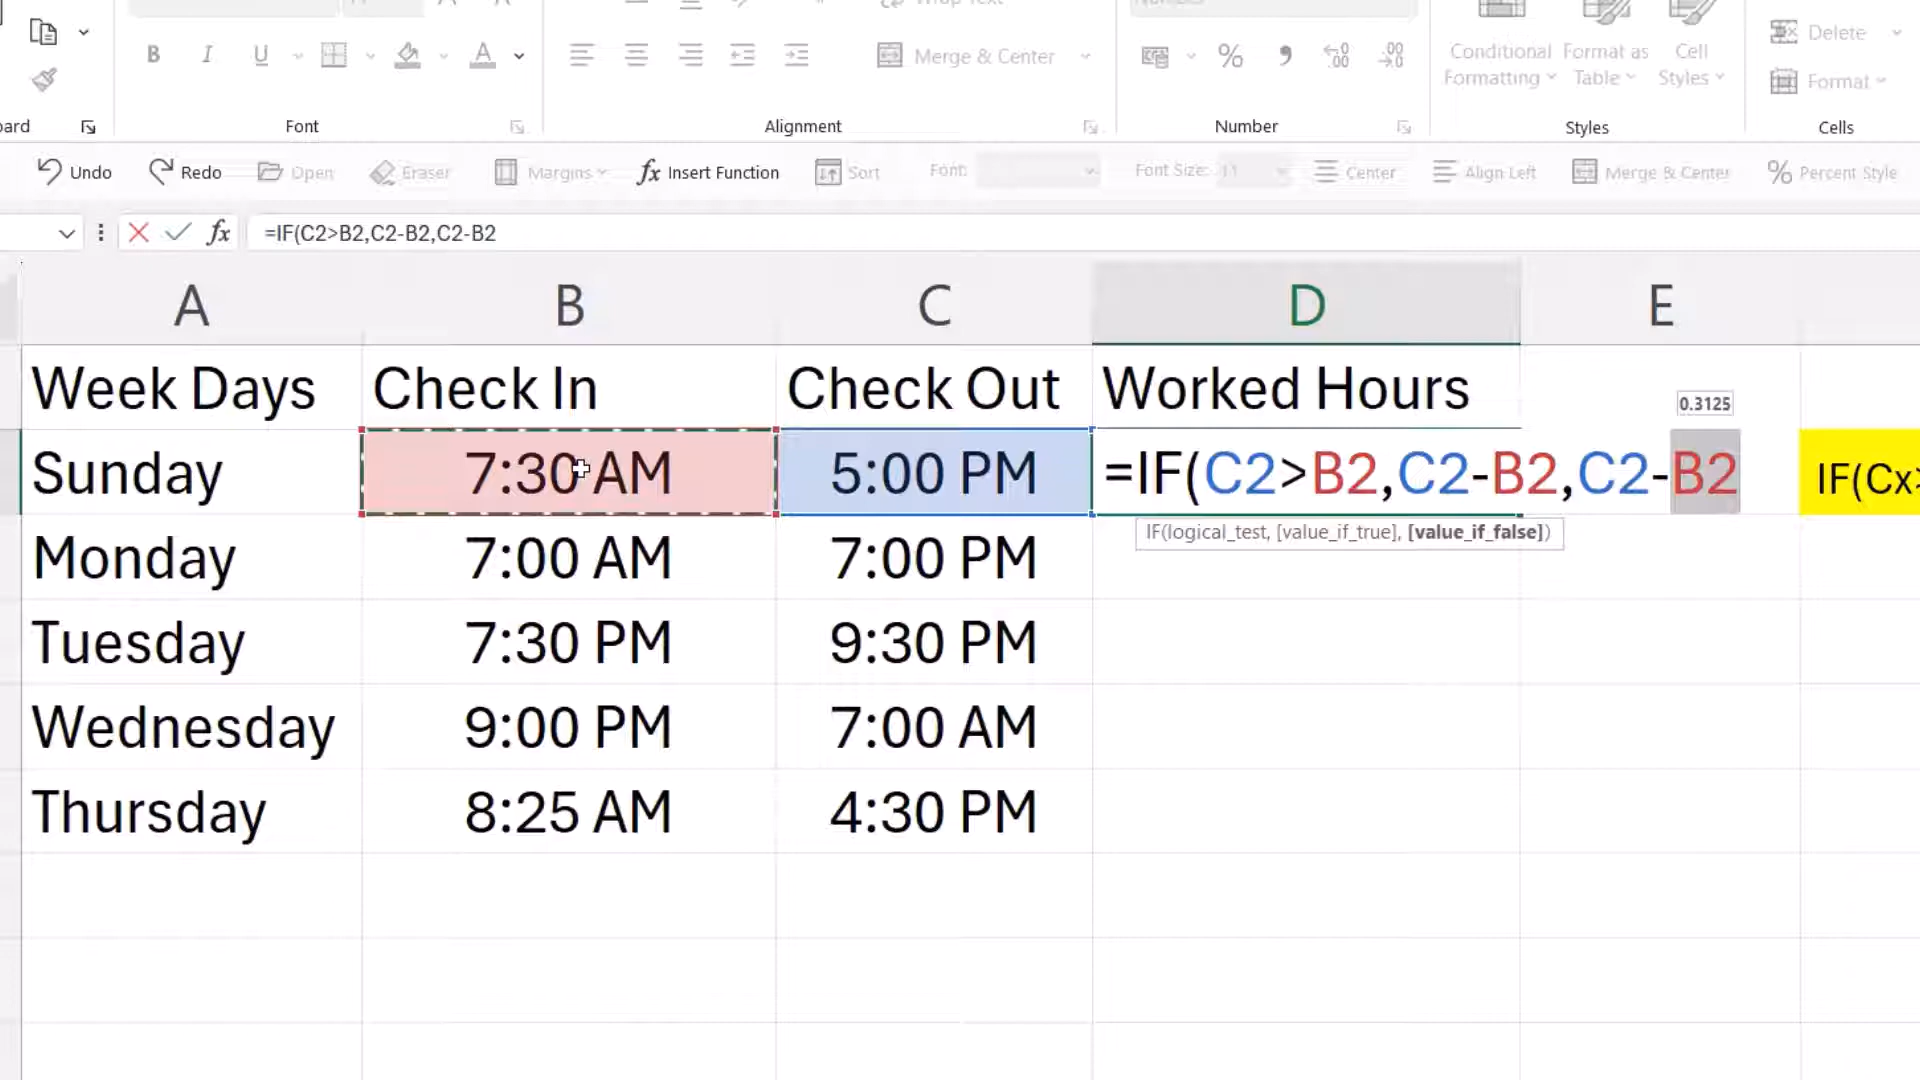 Merge & Center
Conditional Formatting
Format as Table
Cell Styles
Delete
Format
Font
Alignment
Number
Styles
Cells
Undo
Redo
Open
Eraser
Margins
fx Insert Function
Sort
Font:
Font Size: 11
Center
Align Left
Merge & Center
% Percent Style
fx =IF(C2>B2,C2-B2,C2-B2
A B C D E
Week Days Check In Check Out Worked Hours
0.3125
Sunday 7:30 AM 5:00 PM =IF(C2>B2,C2-B2,C2-B2 IF(Cx>
IF(logical_test, [value_if_true], [value_if_false])
Monday 7:00 AM 7:00 PM
Tuesday 7:30 PM 9:30 PM
Wednesday 9:00 PM 7:00 AM
Thursday 8:25 AM 4:30 PM